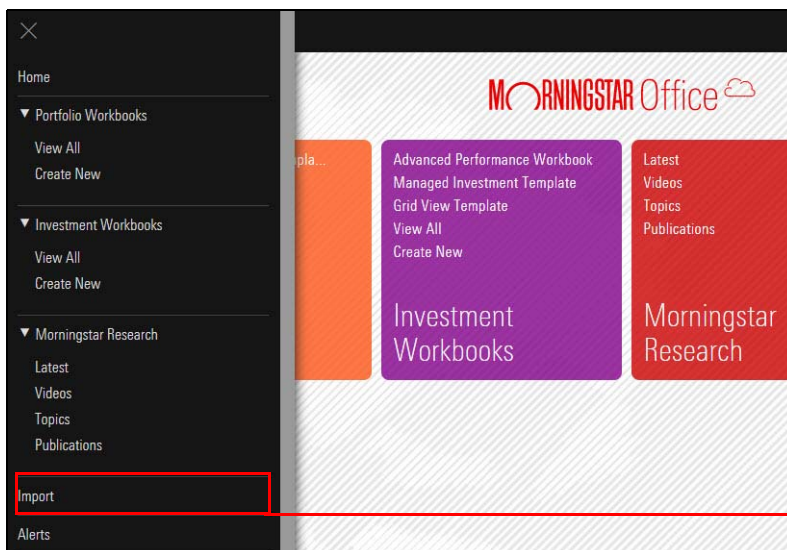 Home
▼ Portfolio Workbooks
View All
Create New
▼ Investment Workbooks
View All
Create New
▼ Morningstar Research
Latest
Videos
Topics
Publications
Import
Alerts
MORNINGSTAR Office
Advanced Performance Workbook
Managed Investment Template
Grid View Template
View All
Create New
Investment
Workbooks
Latest
Videos
Topics
Publications
Morningstar
Research